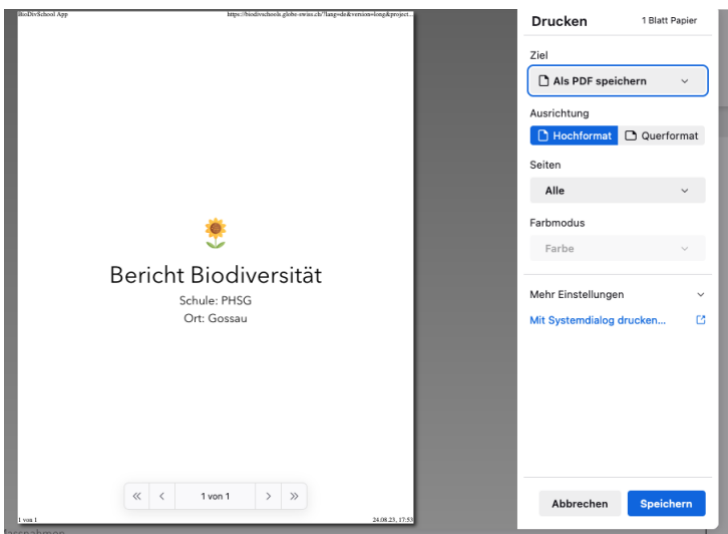 BioDivSchool App
https://biodivschools.globe-swiss.ch/?lang=de&version=long&project...
Bericht Biodiversität
Schule: PHSG
Ort: Gossau
1 von 1
1 von 1
24.08.23, 17:53
Drucken
1 Blatt Papier
Ziel
Als PDF speichern
Ausrichtung
Hochformat
Querformat
Seiten
Alle
Farbmodus
Farbe
Mehr Einstellungen
Mit Systemdialog drucken...
Abbrechen
Speichern